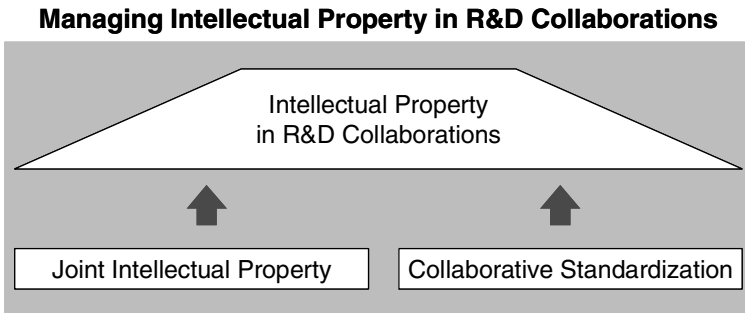 Managing Intellectual Property in R&D Collaborations
Intellectual Property
in R&D Collaborations
Joint Intellectual Property
Collaborative Standardization